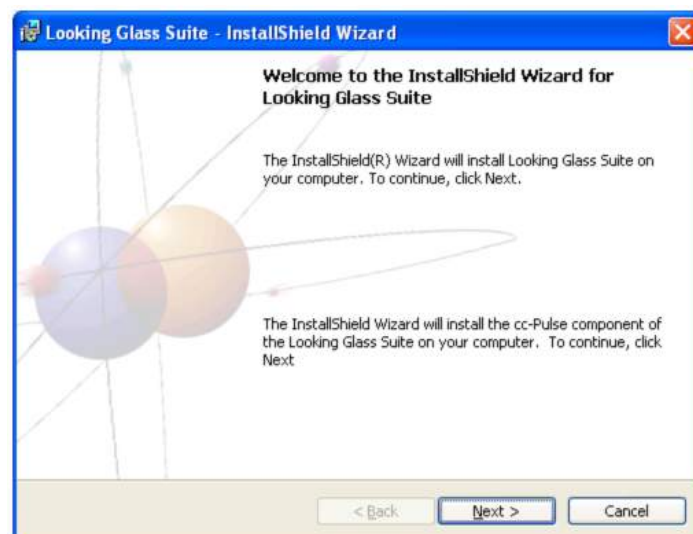 Looking Glass Suite - InstallShield Wizard
Welcome to the InstallShield Wizard for
Looking Glass Suite
The InstallShield(R) Wizard will install Looking Glass Suite on
your computer. To continue, click Next.
The InstallShield Wizard will install the cc-Pulse component of
the Looking Glass Suite on your computer.  To continue, click
Next
< Back
Next >
Cancel